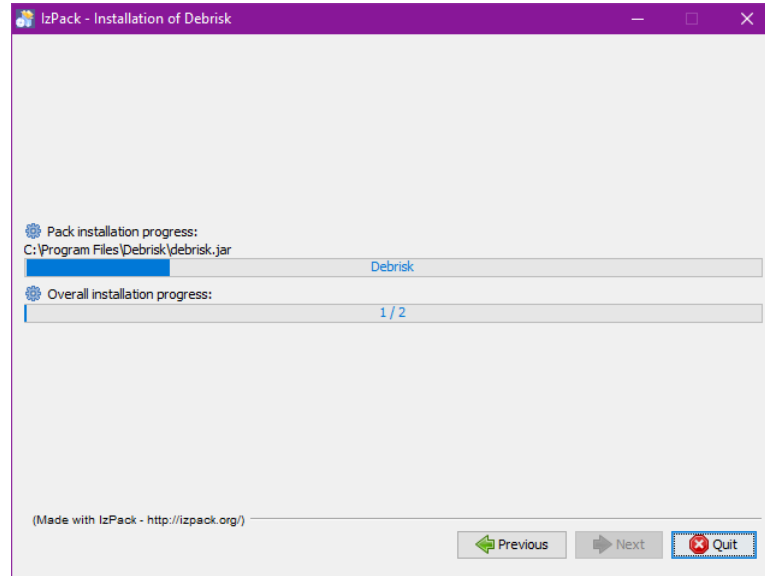 IzPack - Installation of Debrisk
Pack installation progress:
C:\Program Files\Debrisk\debrisk.jar
Debrisk
Overall installation progress:
1 / 2
(Made with IzPack - http://izpack.org/)
Previous Next Quit